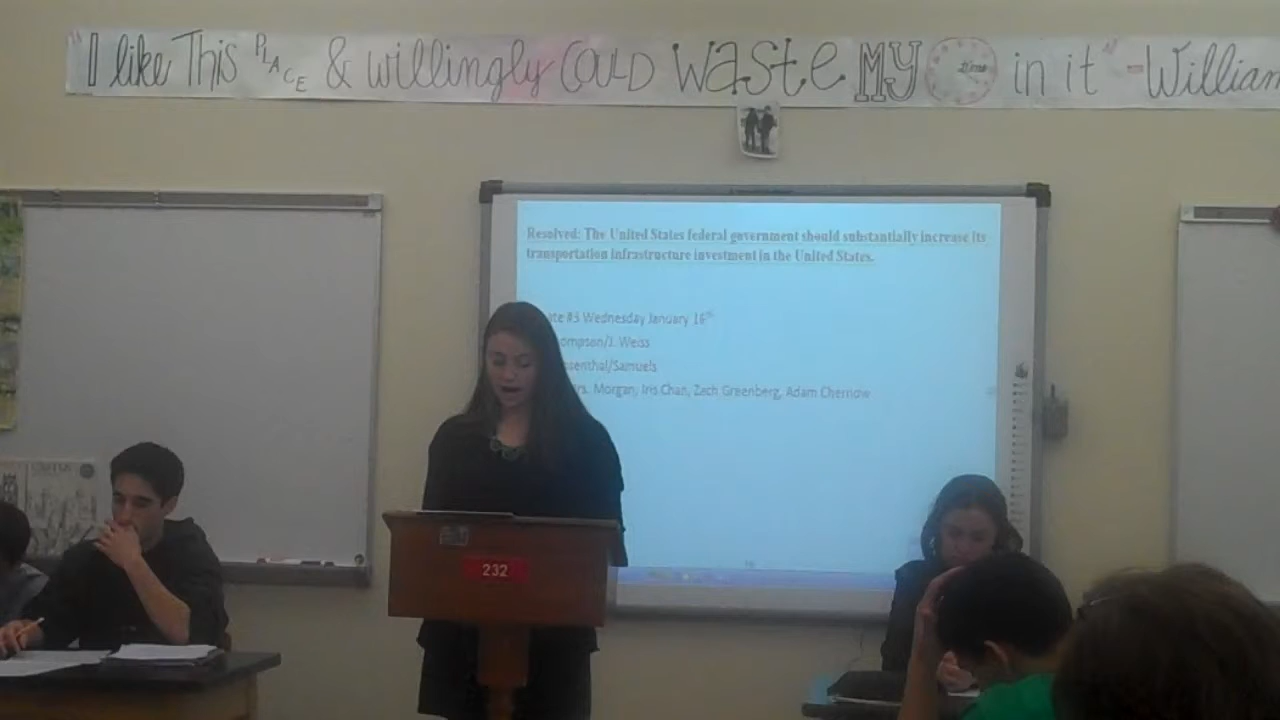 "I like This PLACE & willingly COULD waste MY time in it" - William
Resolved: The United States federal government should substantially increase its
transportation infrastructure investment in the United States.
ate #3 Wednesday January 16th
ompson/J. Weiss
osenthal/Samuels
rs. Morgan, Iris Chan, Zach Greenberg, Adam Chernow
232